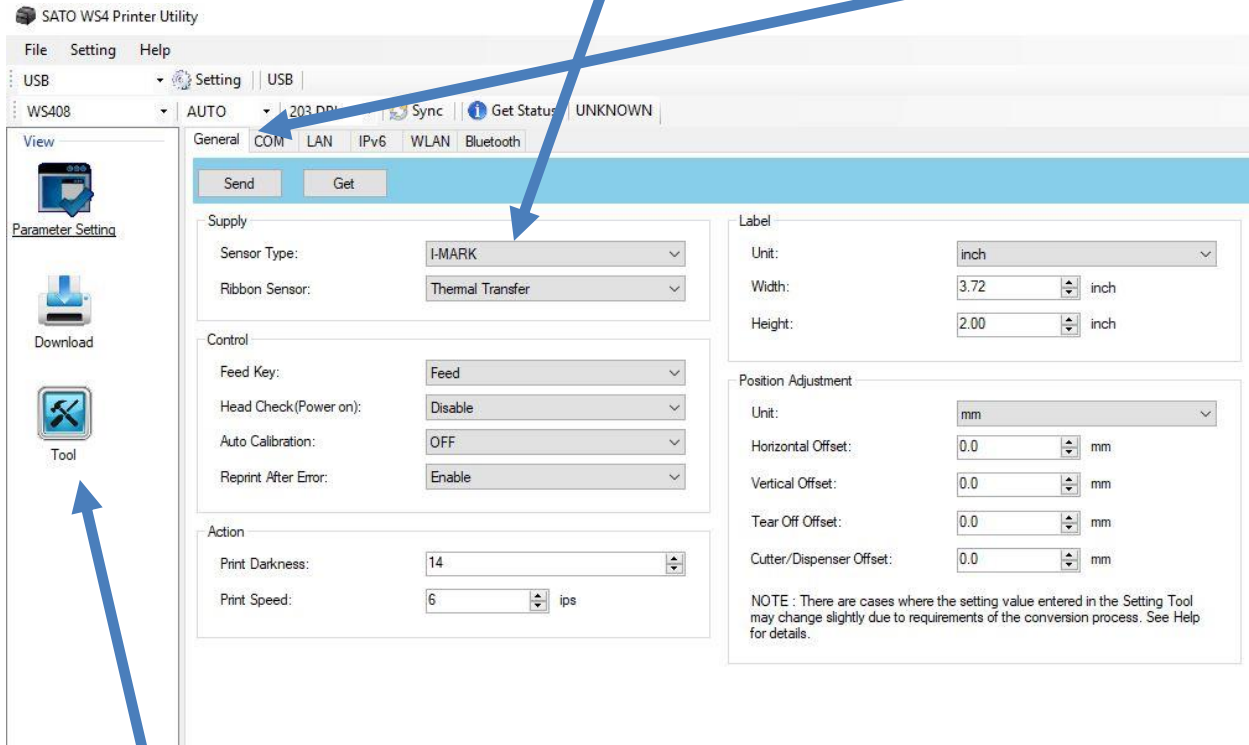 SATO WS4 Printer Utility
File Setting Help
USB Setting USB
WS408 AUTO 203 DPI Sync Get Status UNKNOWN
View
General COM LAN IPv6 WLAN Bluetooth
Send Get
Parameter Setting
Download
Tool
Supply
Sensor Type: I-MARK
Ribbon Sensor: Thermal Transfer
Control
Feed Key: Feed
Head Check(Power on): Disable
Auto Calibration: OFF
Reprint After Error: Enable
Action
Print Darkness: 14
Print Speed: 6 ips
Label
Unit: inch
Width: 3.72 inch
Height: 2.00 inch
Position Adjustment
Unit: mm
Horizontal Offset: 0.0 mm
Vertical Offset: 0.0 mm
Tear Off Offset: 0.0 mm
Cutter/Dispenser Offset: 0.0 mm
NOTE : There are cases where the setting value entered in the Setting Tool
may change slightly due to requirements of the conversion process. See Help
for details.